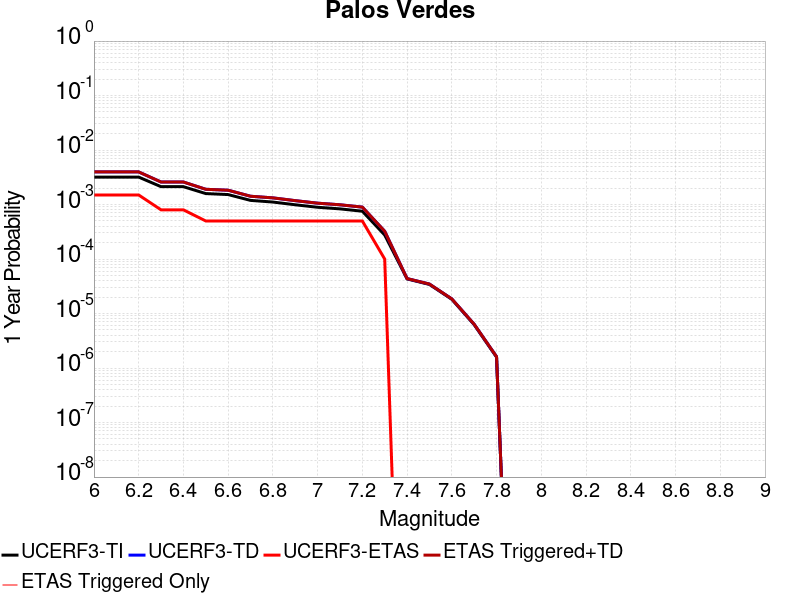 Palos Verdes
10^0
10^-1
10^-2
10^-3
10^-4
10^-5
10^-6
10^-7
10^-8
1 Year Probability
6 6.2 6.4 6.6 6.8 7 7.2 7.4 7.6 7.8 8 8.2 8.4 8.6 8.8 9
Magnitude
UCERF3-TI UCERF3-TD UCERF3-ETAS ETAS Triggered+TD
ETAS Triggered Only